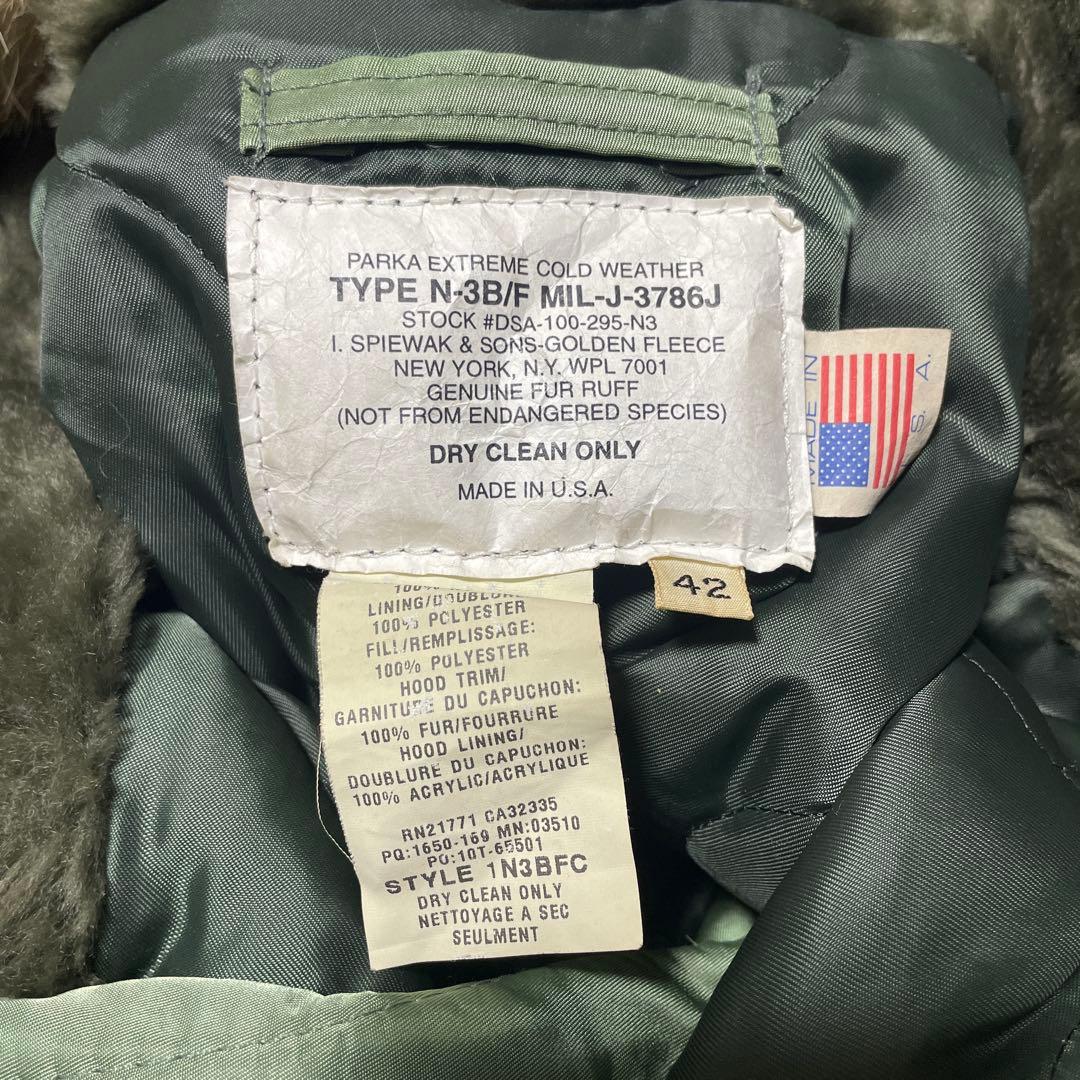 PARKA EXTREME COLD WEATHER
TYPE N-3B/F MIL-J-3786J
STOCK #DSA-100-295-N3
I. SPIEWAK & SONS-GOLDEN FLEECE
NEW YORK, N.Y. WPL 7001
GENUINE FUR RUFF
(NOT FROM ENDANGERED SPECIES)
DRY CLEAN ONLY
MADE IN U.S.A.
MADE IN
S. A.
42
100%
LINING/DOUBLURE
100% POLYESTER
FILL/REMPLISSAGE:
100% POLYESTER
HOOD TRIM/
GARNITURE DU CAPUCHON:
100% FUR/FOURRURE
HOOD LINING/
DOUBLURE DU CAPUCHON:
100% ACRYLIC/ACRYLIQUE
RN21771 CA32335
PQ:1650-169 MN:03510
PO:10T-65501
STYLE 1N3BFC
DRY CLEAN ONLY
NETTOYAGE A SEC
SEULMENT